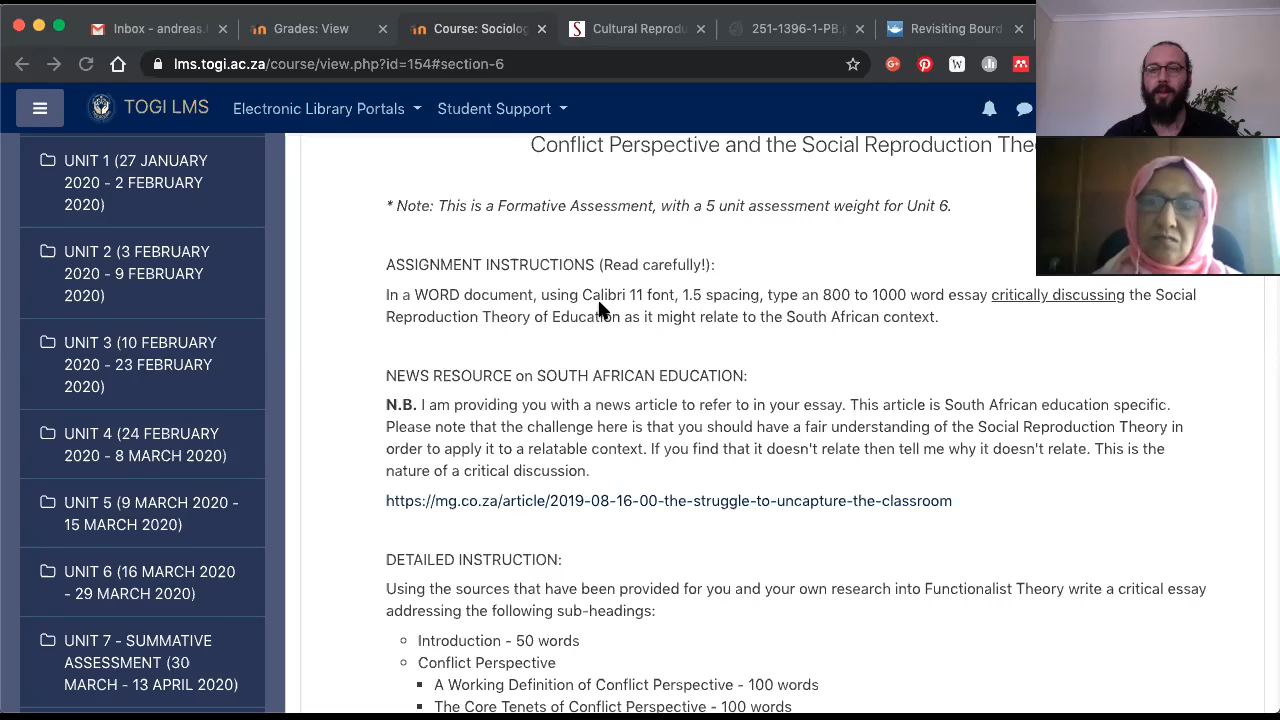 Inbox - andreas.
Grades: View
Course: Sociolog
Cultural Reprodu
251-1396-1-PB.p
Revisiting Bourd
lms.togi.ac.za/course/view.php?id=154#section-6
TOGI LMS
Electronic Library Portals
Student Support
UNIT 1 (27 JANUARY
2020 - 2 FEBRUARY
2020)
UNIT 2 (3 FEBRUARY
2020 - 9 FEBRUARY
2020)
UNIT 3 (10 FEBRUARY
2020 - 23 FEBRUARY
2020)
UNIT 4 (24 FEBRUARY
2020 - 8 MARCH 2020)
UNIT 5 (9 MARCH 2020 -
15 MARCH 2020)
UNIT 6 (16 MARCH 2020
- 29 MARCH 2020)
UNIT 7 - SUMMATIVE
ASSESSMENT (30
MARCH - 13 APRIL 2020)
Conflict Perspective and the Social Reproduction The
* Note: This is a Formative Assessment, with a 5 unit assessment weight for Unit 6.
ASSIGNMENT INSTRUCTIONS (Read carefully!):
In a WORD document, using Calibri 11 font, 1.5 spacing, type an 800 to 1000 word essay critically discussing the Social
Reproduction Theory of Education as it might relate to the South African context.
NEWS RESOURCE on SOUTH AFRICAN EDUCATION:
N.B. I am providing you with a news article to refer to in your essay. This article is South African education specific.
Please note that the challenge here is that you should have a fair understanding of the Social Reproduction Theory in
order to apply it to a relatable context. If you find that it doesn't relate then tell me why it doesn't relate. This is the
nature of a critical discussion.
https://mg.co.za/article/2019-08-16-00-the-struggle-to-uncapture-the-classroom
DETAILED INSTRUCTION:
Using the sources that have been provided for you and your own research into Functionalist Theory write a critical essay
addressing the following sub-headings:
Introduction - 50 words
Conflict Perspective
A Working Definition of Conflict Perspective - 100 words
The Core Tenets of Conflict Perspective - 100 words